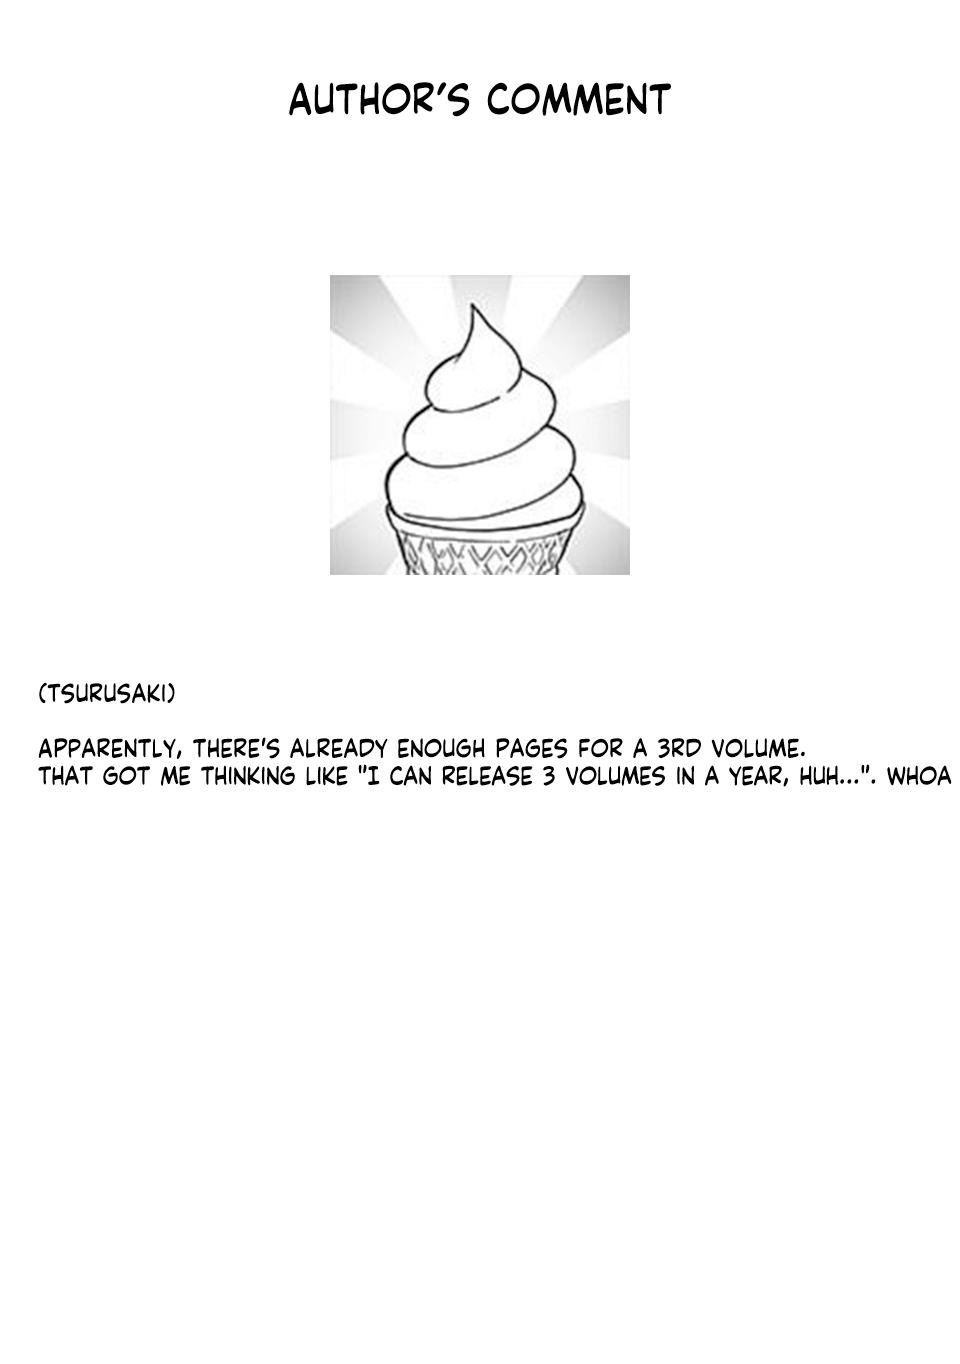 AUTHOR'S COMMENT
(TSURUSAKI)
APPARENTLY, THERE'S ALREADY ENOUGH PAGES FOR A 3RD VOLUME.
THAT GOT ME THINKING LIKE "I CAN RELEASE 3 VOLUMES IN A YEAR, HUH...". WHOA